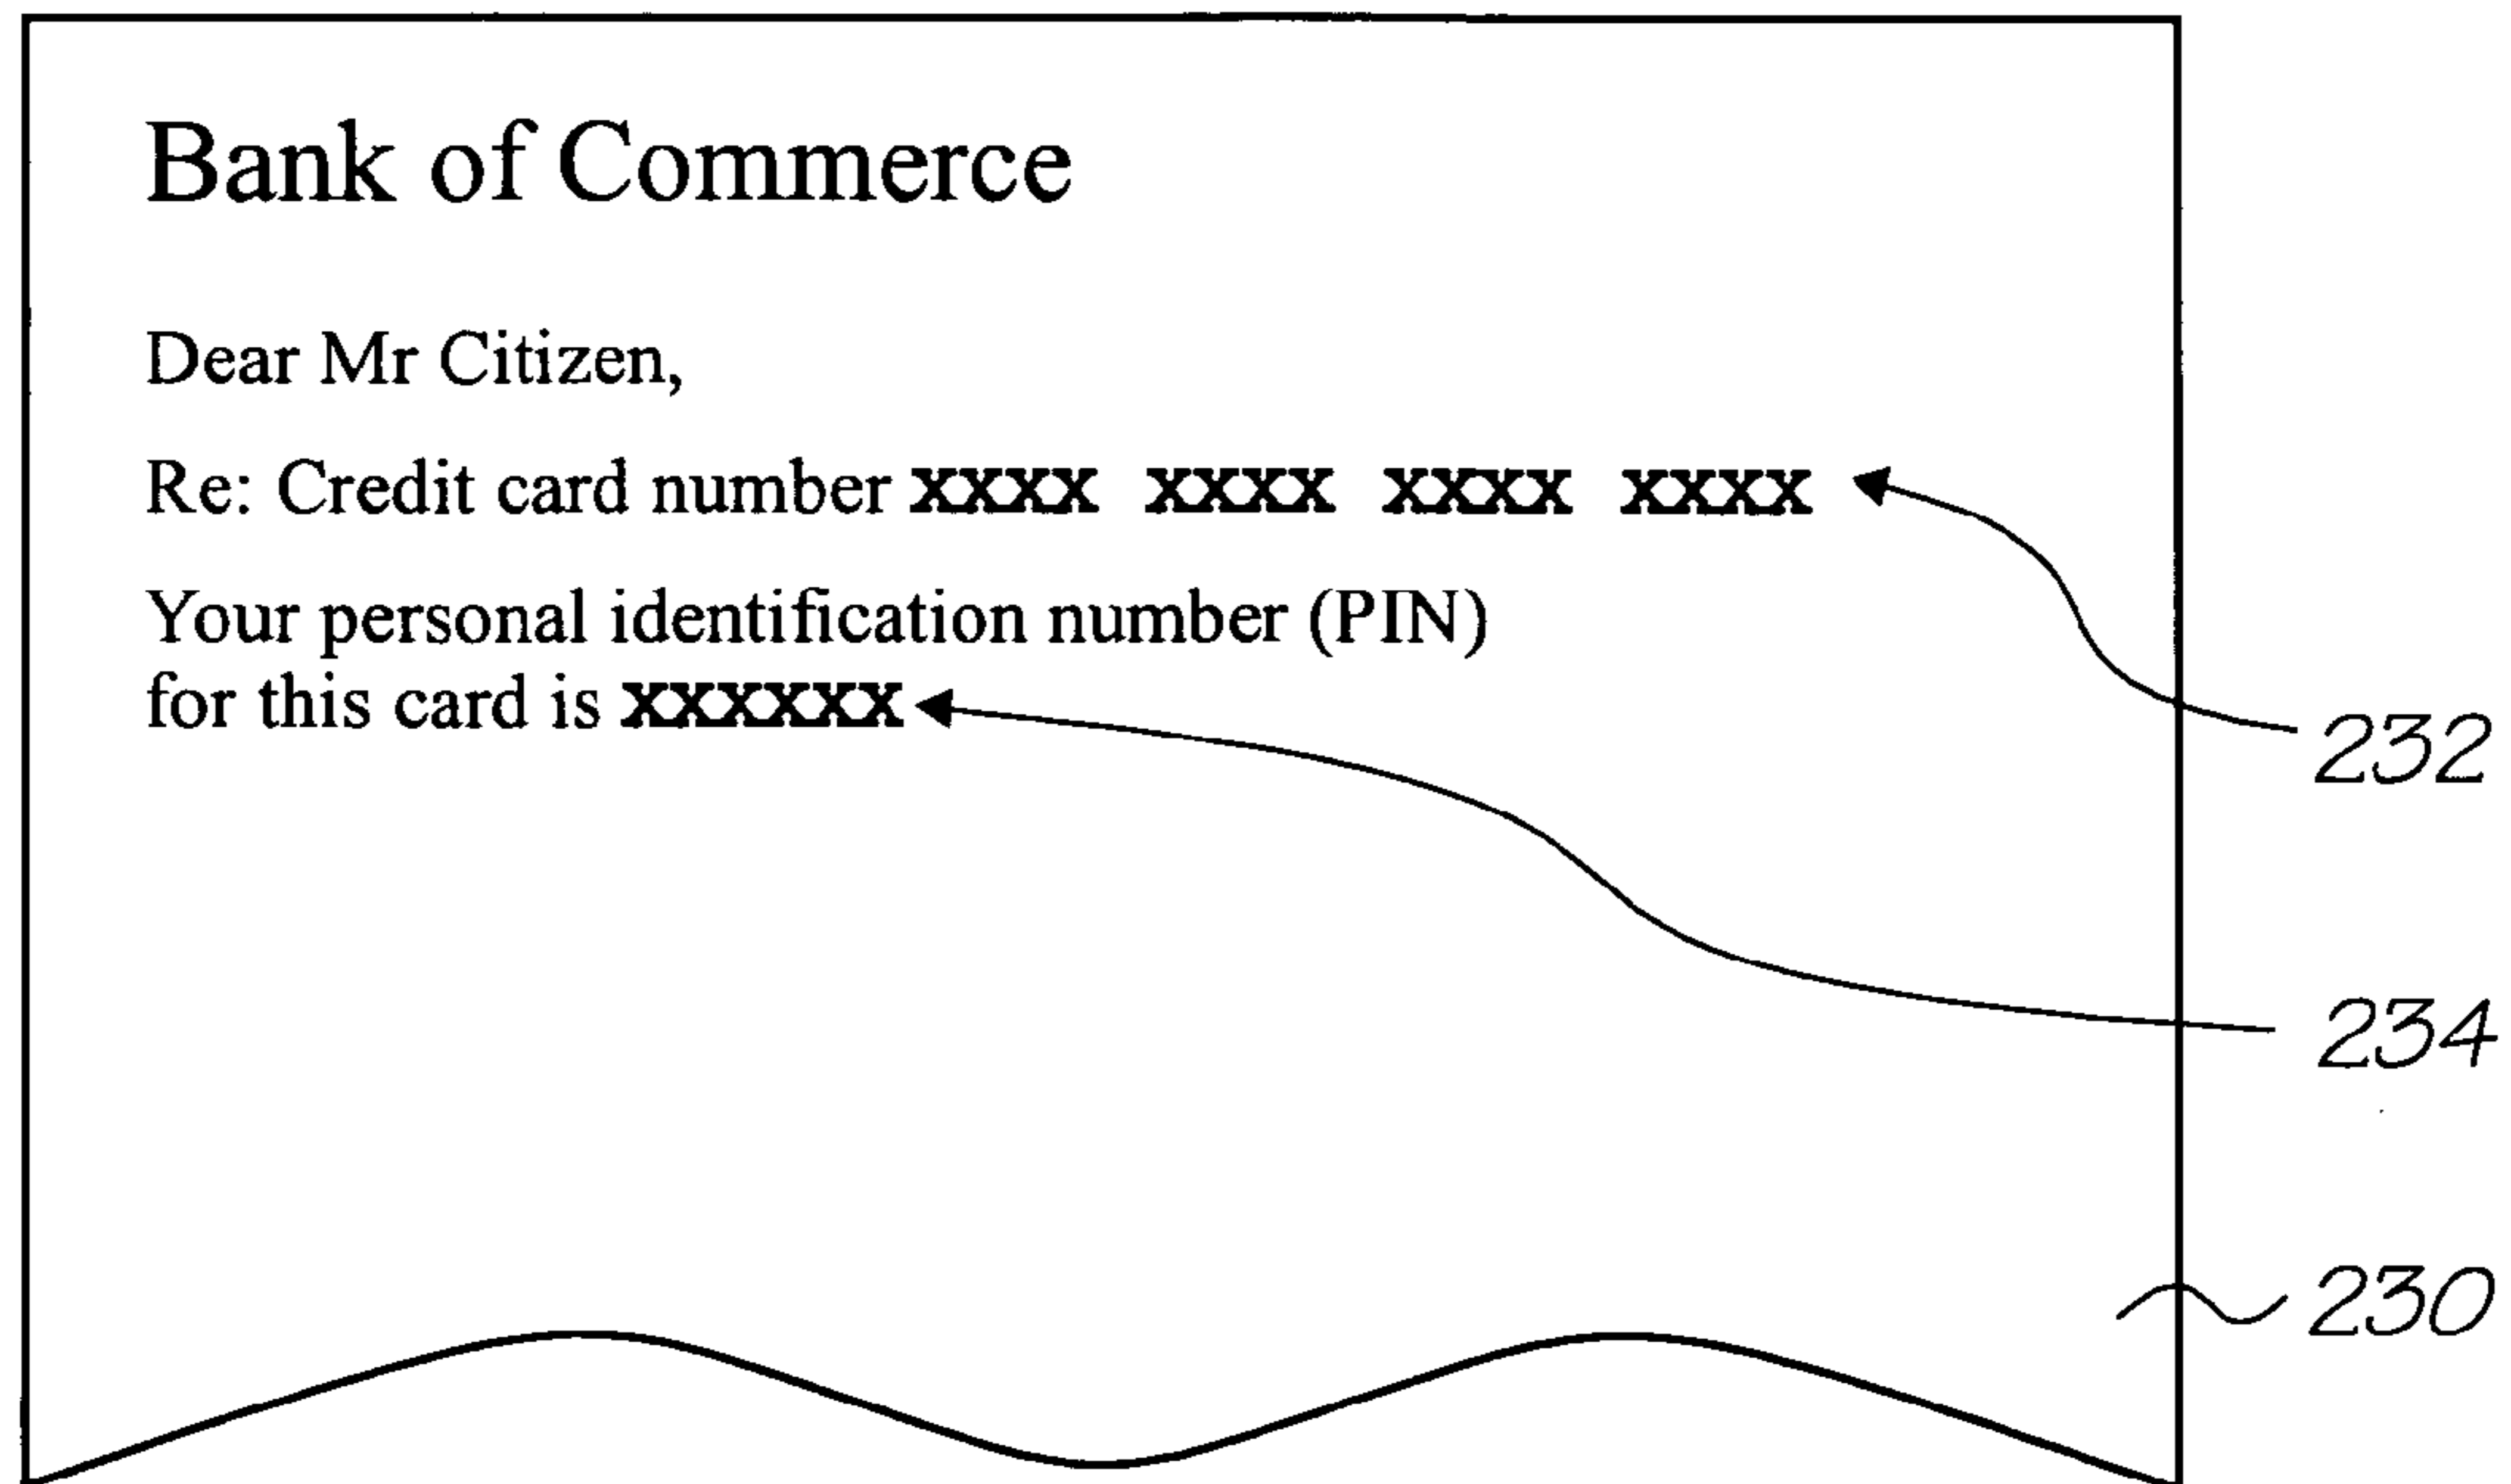 Bank of Commerce
Dear Mr Citizen,
Re: Credit card number xxxx xxxx xxxx xxxx
Your personal identification number (PIN)
for this card is xxxxxx
232
234
230